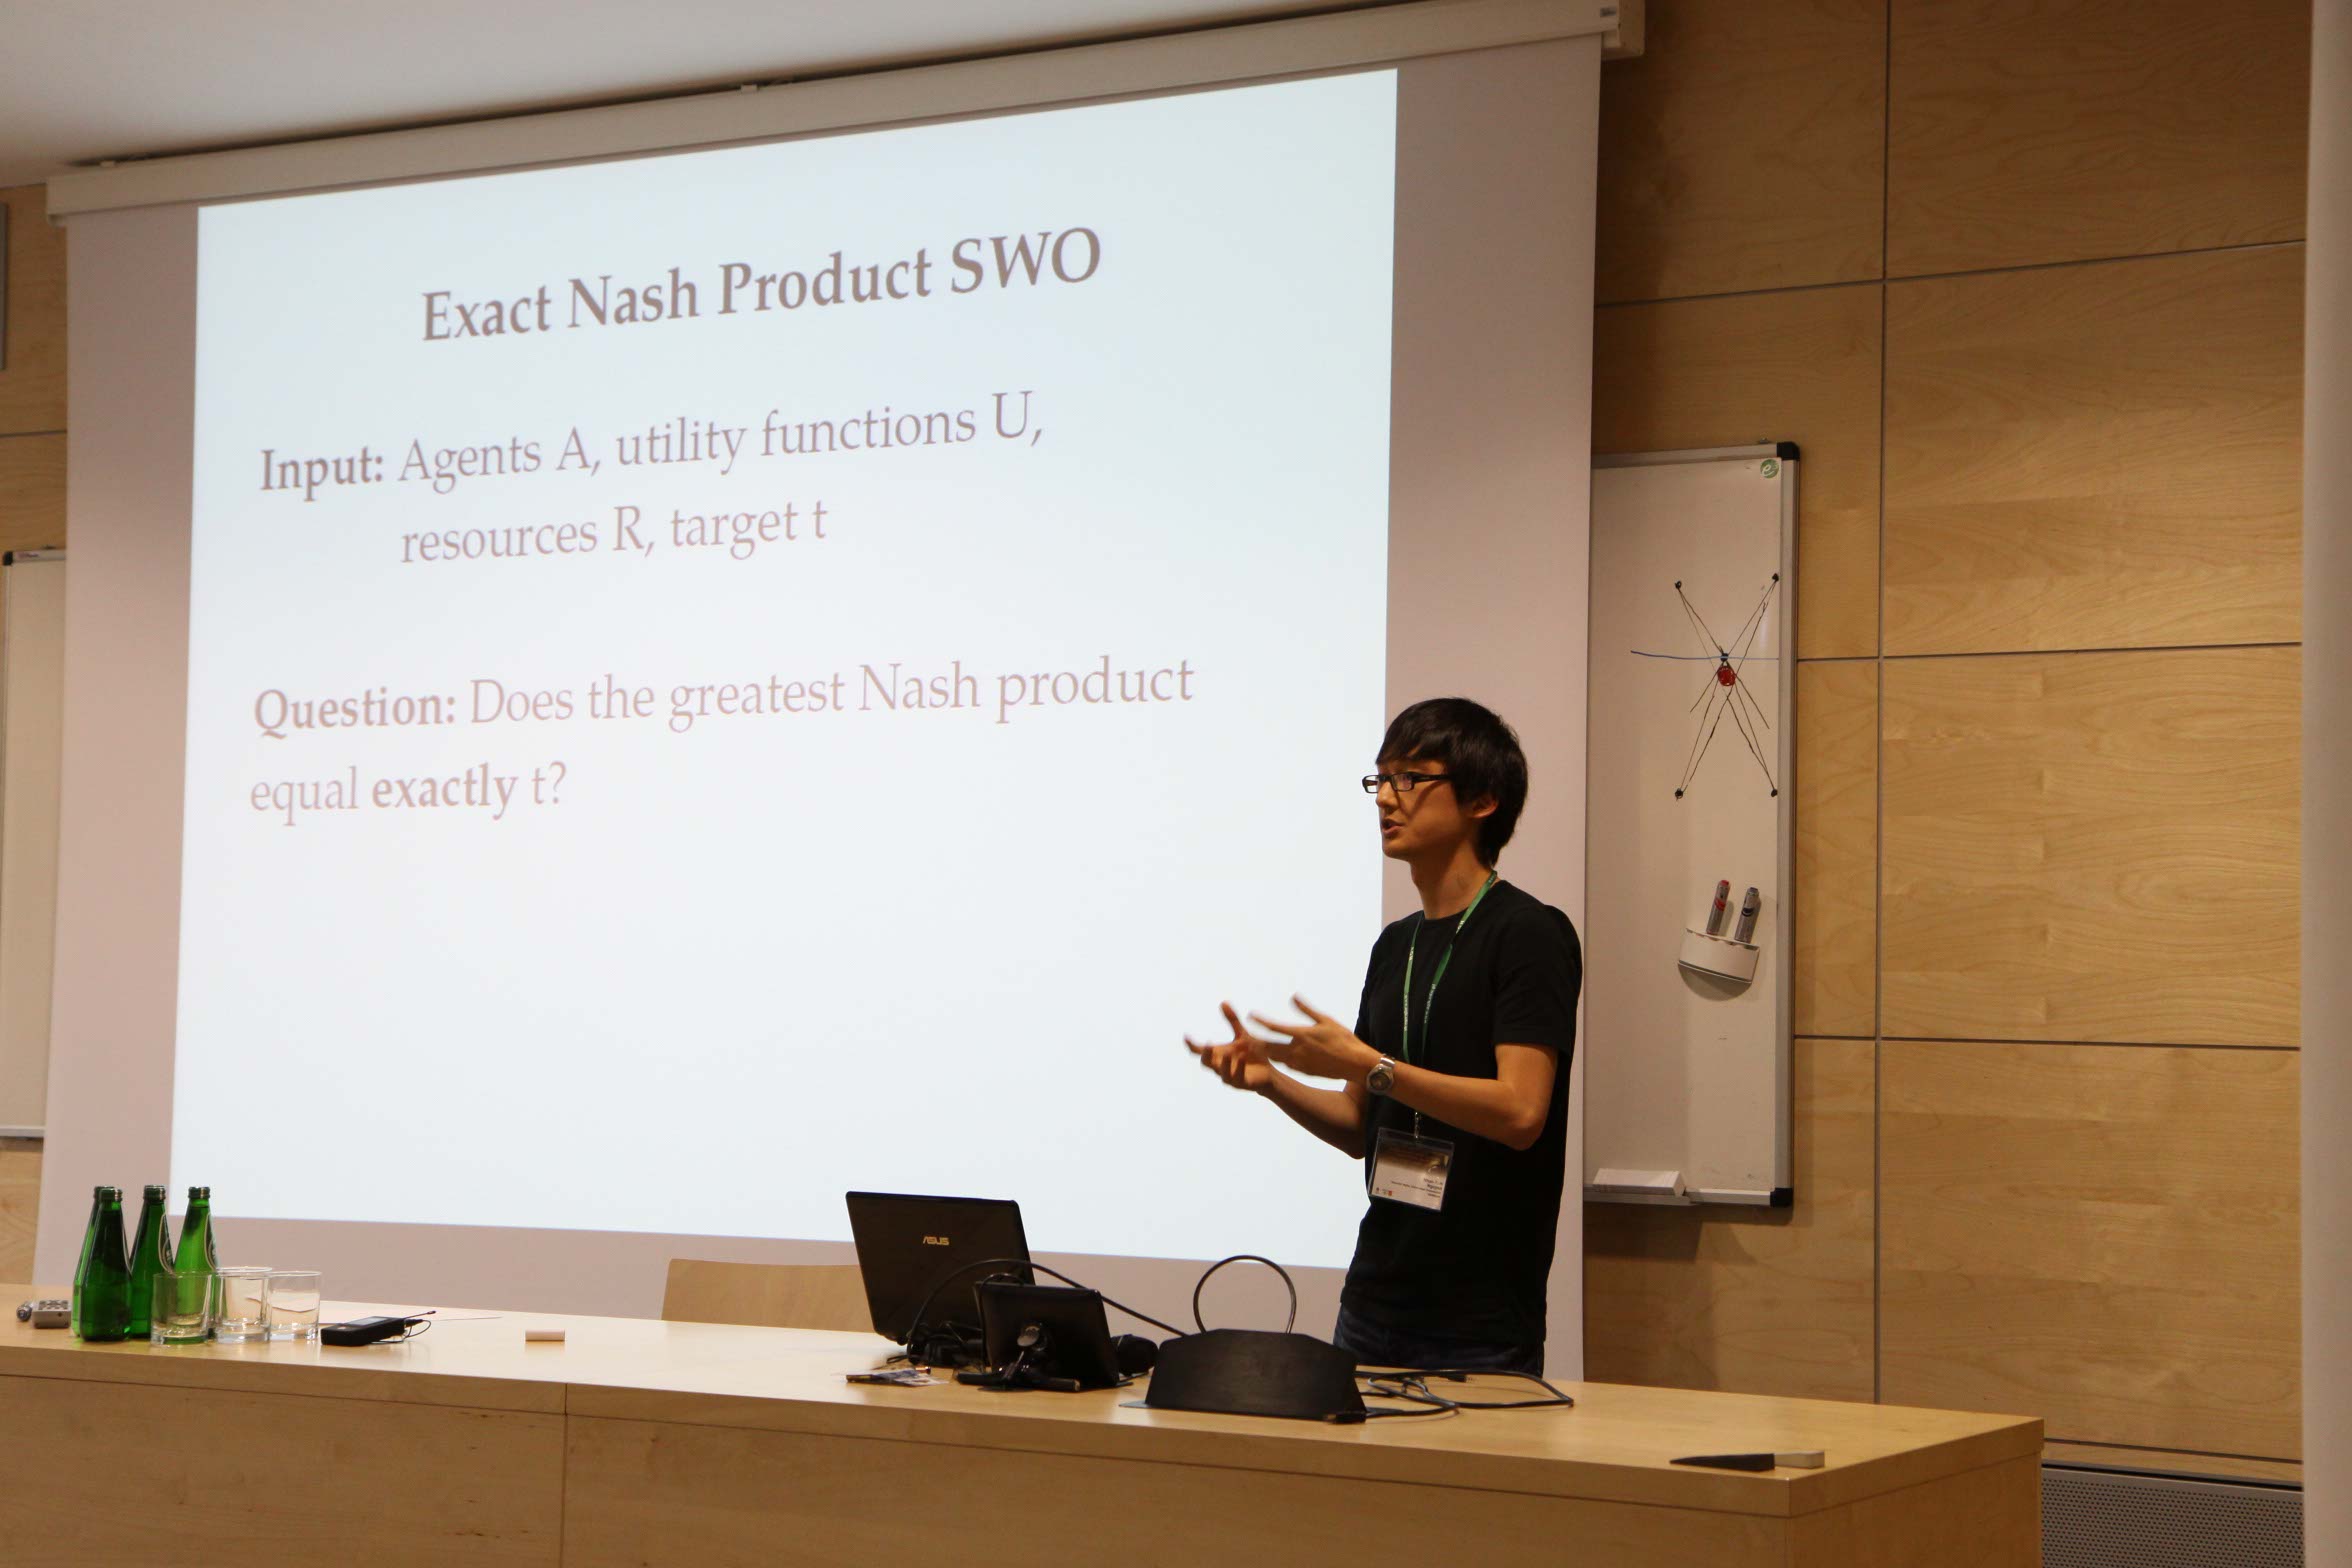 Exact Nash Product SWO
Input: Agents A, utility functions U,
resources R, target t
Question: Does the greatest Nash product
equal exactly t?
ASUS